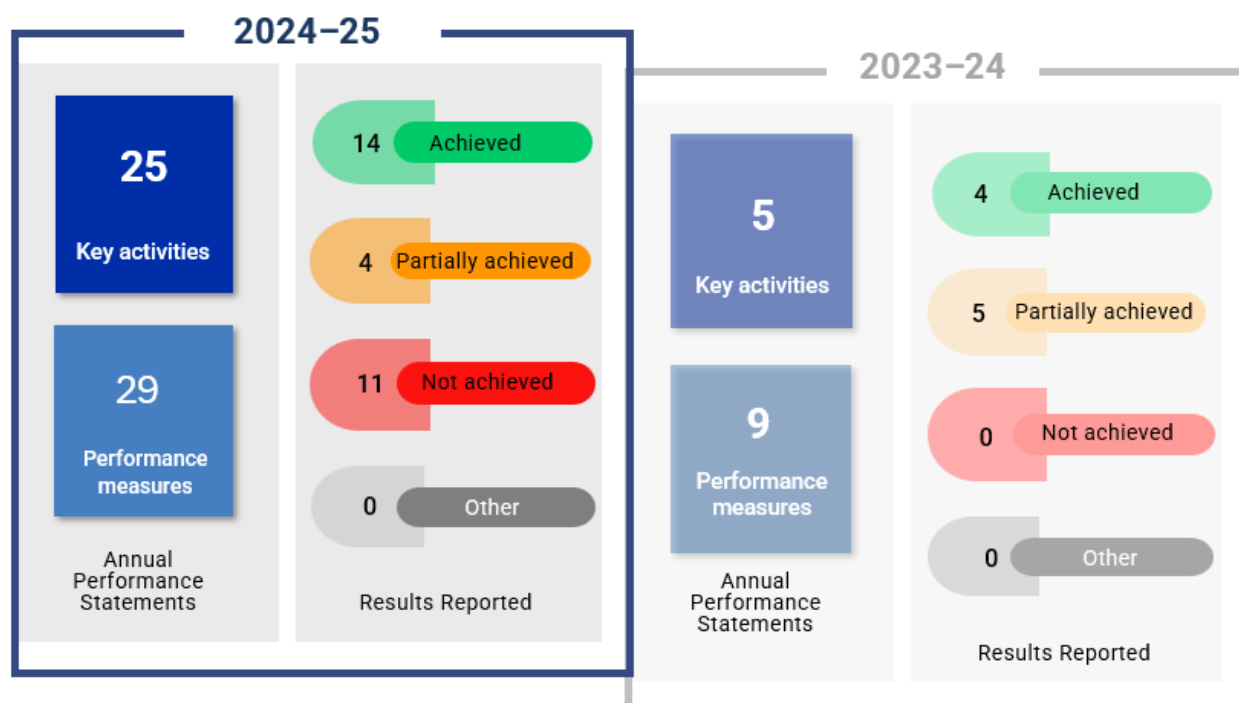 2024–25
25
Key activities
29
Performance
measures
Annual
Performance
Statements
14 Achieved
4 Partially achieved
11 Not achieved
0 Other
Results Reported
2023–24
5
Key activities
9
Performance
measures
Annual
Performance
Statements
4 Achieved
5 Partially achieved
0 Not achieved
0 Other
Results Reported